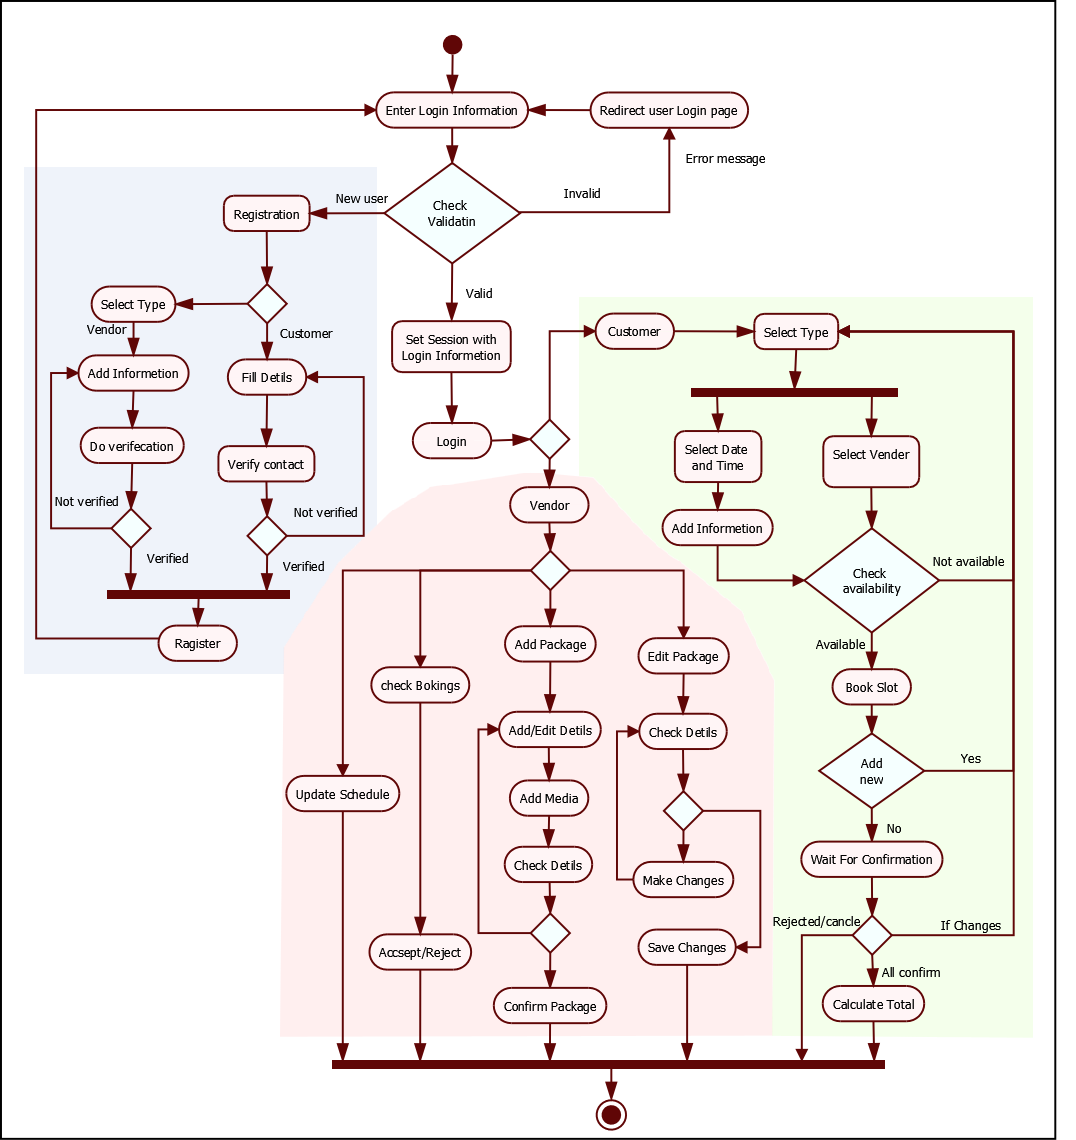 Enter Login Information
Redirect user Login page
Error message
Check
Validatin
Invalid
New user
Registration
Valid
Select Type
Vendor
Customer
Set Session with
Login Informetion
Customer
Select Type
Add Information
Fill Detils
Login
Do verifecation
Verify contact
Select Date
and Time
Select Vender
Not verified
Not verified
Vendor
Add Information
Verified
Verified
Check
availability
Not available
Ragister
Add Package
Edit Package
Available
check Bokings
Book Slot
Add/Edit Detils
Check Detils
Add
new
Yes
Update Schedule
Add Media
No
Check Detils
Make Changes
Wait For Confirmation
Rejected/cancle
If Changes
Accsept/Reject
Save Changes
All confirm
Confirm Package
Calculate Total